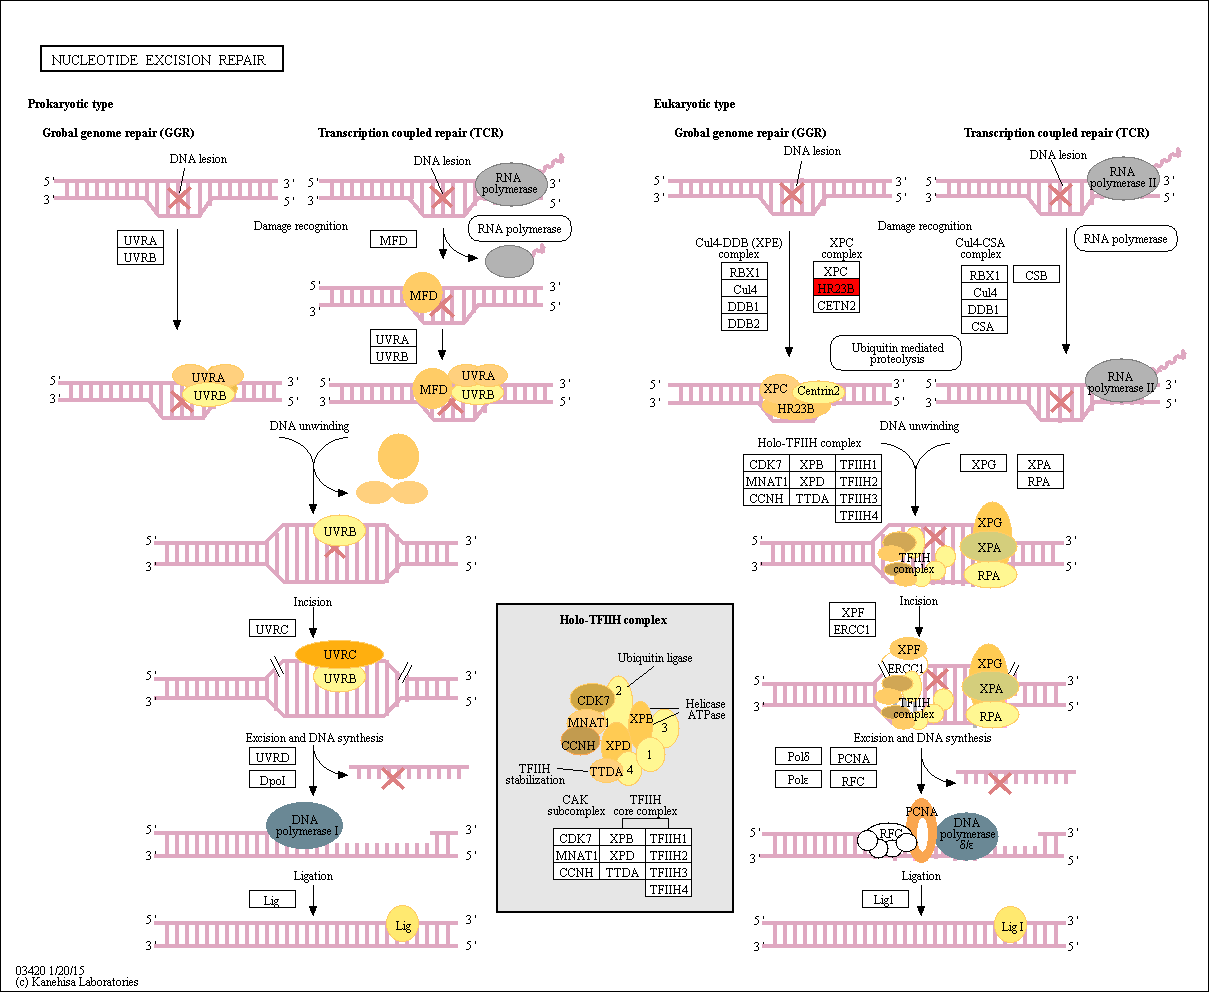 NUCLEOTIDE EXCISION REPAIR
Prokaryotic type
Grobal genome repair (GGR)
DNA lesion
5'
3'
3'
5'
UVRA
UVRB
Transcription coupled repair (TCR)
DNA lesion
RNA
polymerase
5'
3'
3'
5'
Damage recognition
MFD
RNA polymerase
5'
3'
MFD
3'
5'
UVRA
UVRB
5'
3'
UVRA
UVRB
3'
5'
5'
3'
MFD
UVRA
UVRB
3'
5'
DNA unwinding
5'
3'
UVRB
3'
5'
Incision
UVRC
5'
3'
UVRC
UVRB
3'
5'
Excision and DNA synthesis
UVRD
DpoI
5'
3'
DNA
polymerase I
3'
5'
Ligation
Lig
5'
3'
Lig
3'
5'
Eukaryotic type
Grobal genome repair (GGR)
DNA lesion
5'
3'
3'
5'
Transcription coupled repair (TCR)
DNA lesion
RNA
polymerase II
5'
3'
3'
5'
Damage recognition
Cul4-DDB (XPE)
complex
RBX1
Cul4
DDB1
DDB2
XPC
complex
XPC
HR23B
CETN2
Cul4-CSA
complex
RBX1
Cul4
DDB1
CSA
CSB
RNA polymerase
Ubiquitin mediated
proteolysis
5'
3'
XPC
Centrin2
HR23B
3'
5'
5'
3'
RNA
polymerase II
3'
5'
DNA unwinding
Holo-TFIIH complex
CDK7 XPB TFIIH1
MNAT1 XPD TFIIH2
CCNH TTDA TFIIH3
TFIIH4
XPG
XPA
RPA
5'
3'
TFIIH
complex
XPG
XPA
RPA
3'
5'
Incision
XPF
ERCC1
5'
3'
XPF
ERCC1
TFIIH
complex
XPG
XPA
RPA
3'
5'
Excision and DNA synthesis
Polδ
PCNA
Polε
RFC
5'
3'
RFC
PCNA
DNA
polymerase
δ/ε
3'
5'
Ligation
Lig1
5'
3'
Lig I
3'
5'
Holo-TFIIH complex
Ubiquitin ligase
CDK7
2
MNAT1
XPB
Helicase
ATPase
3
CCNH
XPD
1
TFIIH
stabilization
TTDA
4
CAK
subcomplex
TFIIH
core complex
CDK7 XPB TFIIH1
MNAT1 XPD TFIIH2
CCNH TTDA TFIIH3
TFIIH4
03420 1/20/15
(c) Kanehisa Laboratories